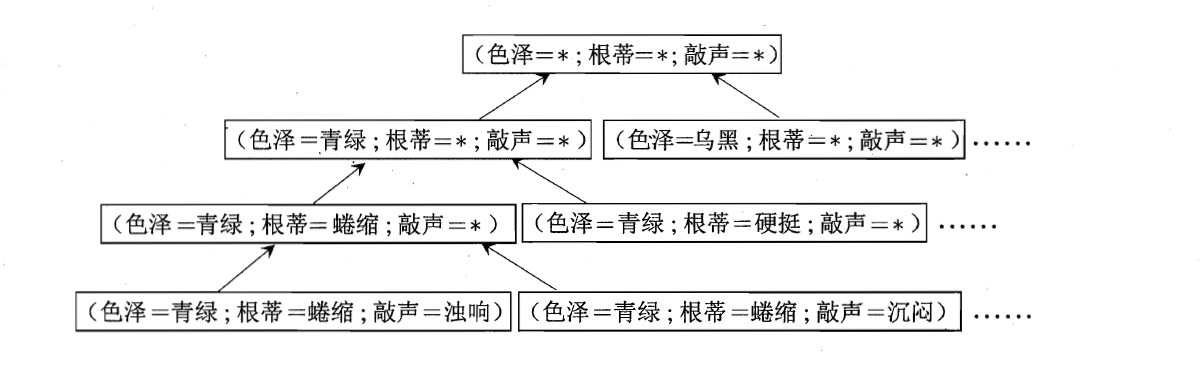 (色泽=*;根蒂=*;敲声=*)
(色泽=青绿;根蒂=*;敲声=*) (色泽=乌黑;根蒂=*;敲声=*) ……
(色泽=青绿;根蒂=蜷缩;敲声=*) (色泽=青绿;根蒂=硬挺;敲声=*) ……
(色泽=青绿;根蒂=蜷缩;敲声=浊响) (色泽=青绿;根蒂=蜷缩;敲声=沉闷) ……